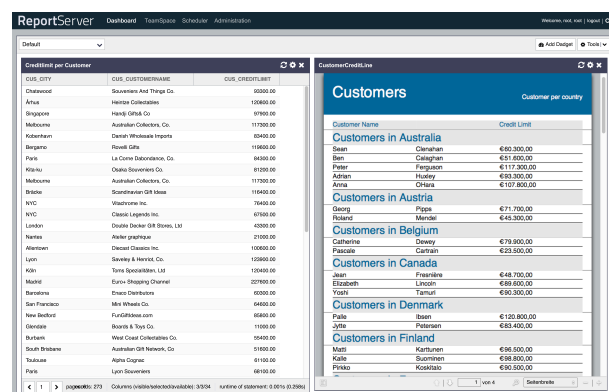 ReportServer Dashboard TeamSpace Scheduler Administration Welcome, root, root | logout |
Default Add Dadget Tools
Creditlimit per Customer
CUS_CITY CUS_CUSTOMERNAME CUS_CREDITLIMIT
Chatswood Souveniers And Things Co. 93300.00
Århus Heintze Collectables 120800.00
Singapore Handji Gifts& Co 97900.00
Melbourne Australian Collectors, Co. 117300.00
Kobenhavn Danish Wholesale Imports 83400.00
Bergamo Rovelli Gifts 119600.00
Paris La Corne Dabondance, Co. 84300.00
Kita-ku Osaka Souveniers Co. 81200.00
Melbourne Australian Collectors, Co. 117300.00
Bräcke Scandinavian Gift Ideas 116400.00
NYC Vitachrome Inc. 76400.00
NYC Classic Legends Inc. 67500.00
London Double Decker Gift Stores, Ltd 43300.00
Nantes Atelier graphique 21000.00
Allentown Diecast Classics Inc. 100600.00
Lyon Saveley & Henriot, Co. 123900.00
Köln Toms Spezialitäten, Ltd 120400.00
Madrid Euro+ Shopping Channel 227600.00
Barcelona Enaco Distributors 60300.00
San Francisco Mini Wheels Co. 64600.00
New Bedford FunGiftIdeas.com 85800.00
Glendale Boards & Toys Co. 11000.00
Burbank West Coast Collectables Co. 55400.00
South Brisbane Australian Gift Network, Co 51600.00
Toulouse Alpha Cognac 61100.00
Paris Lyon Souveniers 68100.00
1 273 Columns (visible/selected/available): 3/3/34 runtime of statement: 0.001s (0.258s)
CustomerCreditLine
Customers Customer per country
Customer Name Credit Limit
Customers in Australia
Sean Clenahan €60.300,00
Ben Calaghan €51.600,00
Peter Ferguson €117.300,00
Adrian Huxley €93.300,00
Anna OHara €107.800,00
Customers in Austria
Georg Pipps €71.700,00
Roland Mendel €45.300,00
Customers in Belgium
Catherine Dewey €79.900,00
Pascale Cartrain €23.500,00
Customers in Canada
Jean Fresnière €48.700,00
Elizabeth Lincoln €89.600,00
Yoshi Tamuri €90.300,00
Customers in Denmark
Palle Ibsen €120.800,00
Jytte Petersen €83.400,00
Customers in Finland
Matti Karttunen €96.500,00
Kalle Suominen €98.800,00
Pirkko Koskitalo €90.500,00
1 von 4 Seitenbreite